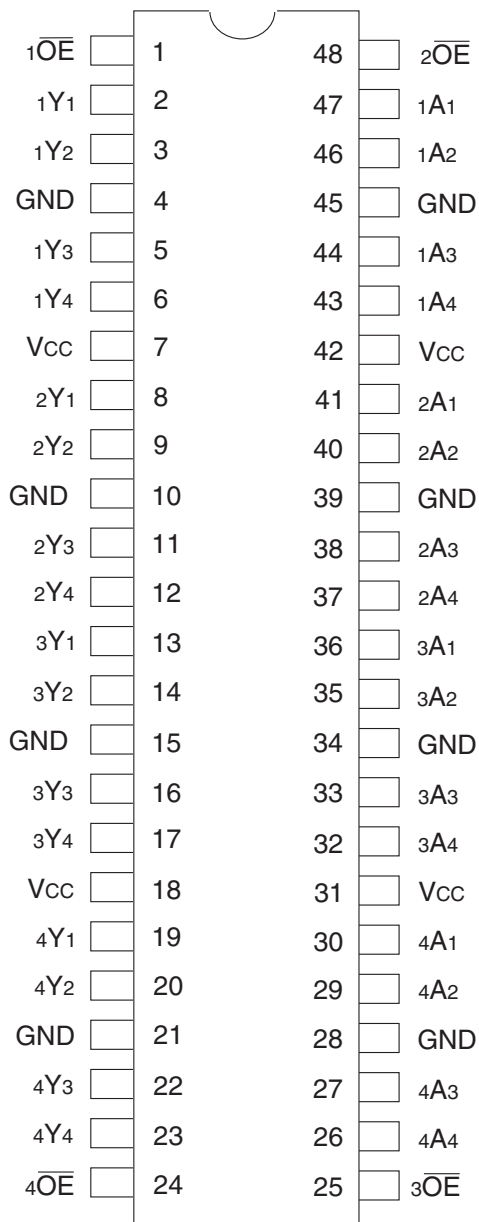 1OE 1 48 2OE
1Y1 2 47 1A1
1Y2 3 46 1A2
GND 4 45 GND
1Y3 5 44 1A3
1Y4 6 43 1A4
VCC 7 42 VCC
2Y1 8 41 2A1
2Y2 9 40 2A2
GND 10 39 GND
2Y3 11 38 2A3
2Y4 12 37 2A4
3Y1 13 36 3A1
3Y2 14 35 3A2
GND 15 34 GND
3Y3 16 33 3A3
3Y4 17 32 3A4
VCC 18 31 VCC
4Y1 19 30 4A1
4Y2 20 29 4A2
GND 21 28 GND
4Y3 22 27 4A3
4Y4 23 26 4A4
4OE 24 25 3OE